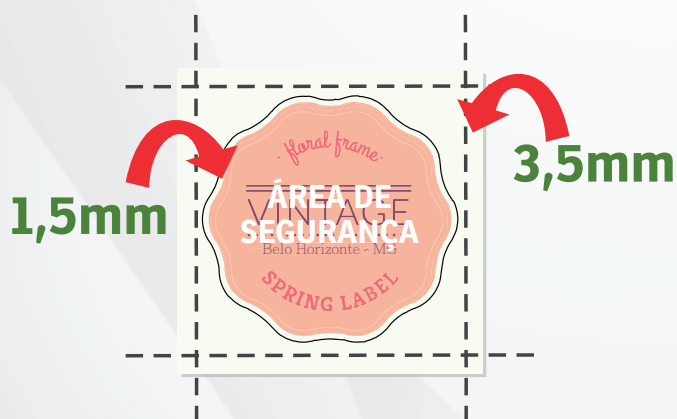 · floral frame ·
3,5mm
1,5mm
ÁREA DE
VINTAGE
SEGURANÇA
Belo Horizonte - MG
SPRING LABEL